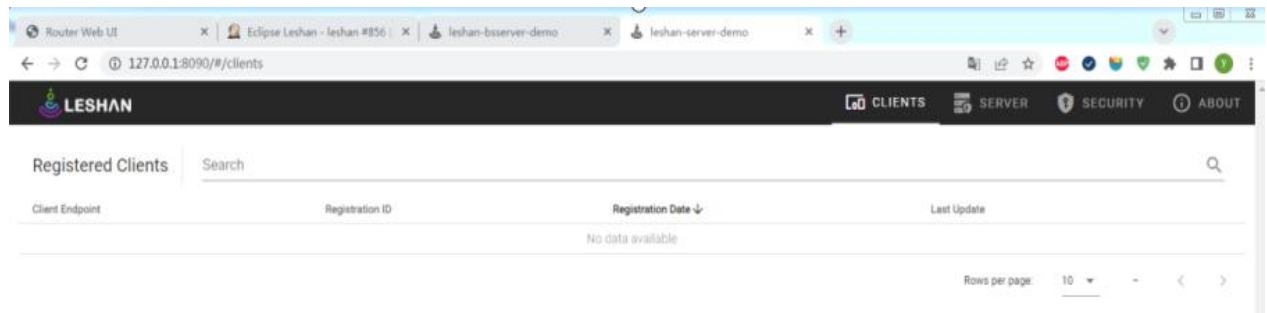 Router Web UI
Eclipse Leshan - leshan #856
leshan-bsserver-demo
leshan-server-demo
127.0.0.1:8090/#/clients
LESHAN
CLIENTS
SERVER
SECURITY
ABOUT
Registered Clients
Search
Client Endpoint
Registration ID
Registration Date
Last Update
No data available
Rows per page:
10
-